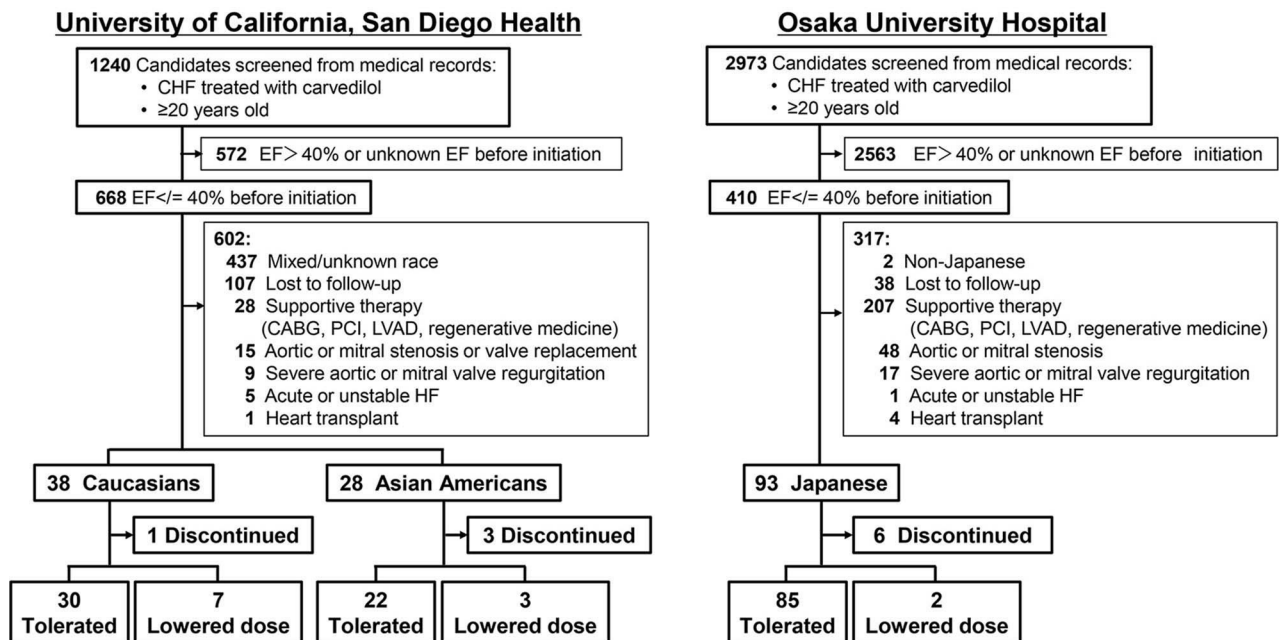 University of California, San Diego Health
1240 Candidates screened from medical records:
• CHF treated with carvedilol
• ≥20 years old
572 EF> 40% or unknown EF before initiation
668 EF</= 40% before initiation
602:
437 Mixed/unknown race
107 Lost to follow-up
28 Supportive therapy
(CABG, PCI, LVAD, regenerative medicine)
15 Aortic or mitral stenosis or valve replacement
9 Severe aortic or mitral valve regurgitation
5 Acute or unstable HF
1 Heart transplant
38 Caucasians
28 Asian Americans
1 Discontinued
3 Discontinued
30
Tolerated
7
Lowered dose
22
Tolerated
3
Lowered dose
Osaka University Hospital
2973 Candidates screened from medical records:
• CHF treated with carvedilol
• ≥20 years old
2563 EF> 40% or unknown EF before initiation
410 EF</= 40% before initiation
317:
2 Non-Japanese
38 Lost to follow-up
207 Supportive therapy
(CABG, PCI, LVAD, regenerative medicine)
48 Aortic or mitral stenosis
17 Severe aortic or mitral valve regurgitation
1 Acute or unstable HF
4 Heart transplant
93 Japanese
6 Discontinued
85
Tolerated
2
Lowered dose